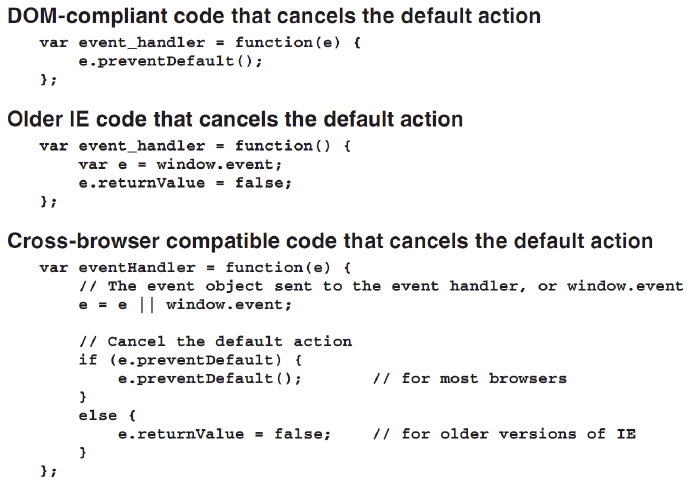 DOM-compliant code that cancels the default action
var event_handler = function(e) {
    e.preventDefault();
};
Older IE code that cancels the default action
var event_handler = function() {
    var e = window.event;
    e.returnValue = false;
};
Cross-browser compatible code that cancels the default action
var eventHandler = function(e) {
    // The event object sent to the event handler, or window.event
    e = e || window.event;
    // Cancel the default action
    if (e.preventDefault) {
        e.preventDefault();       // for most browsers
    }
    else {
        e.returnValue = false;    // for older versions of IE
    }
};